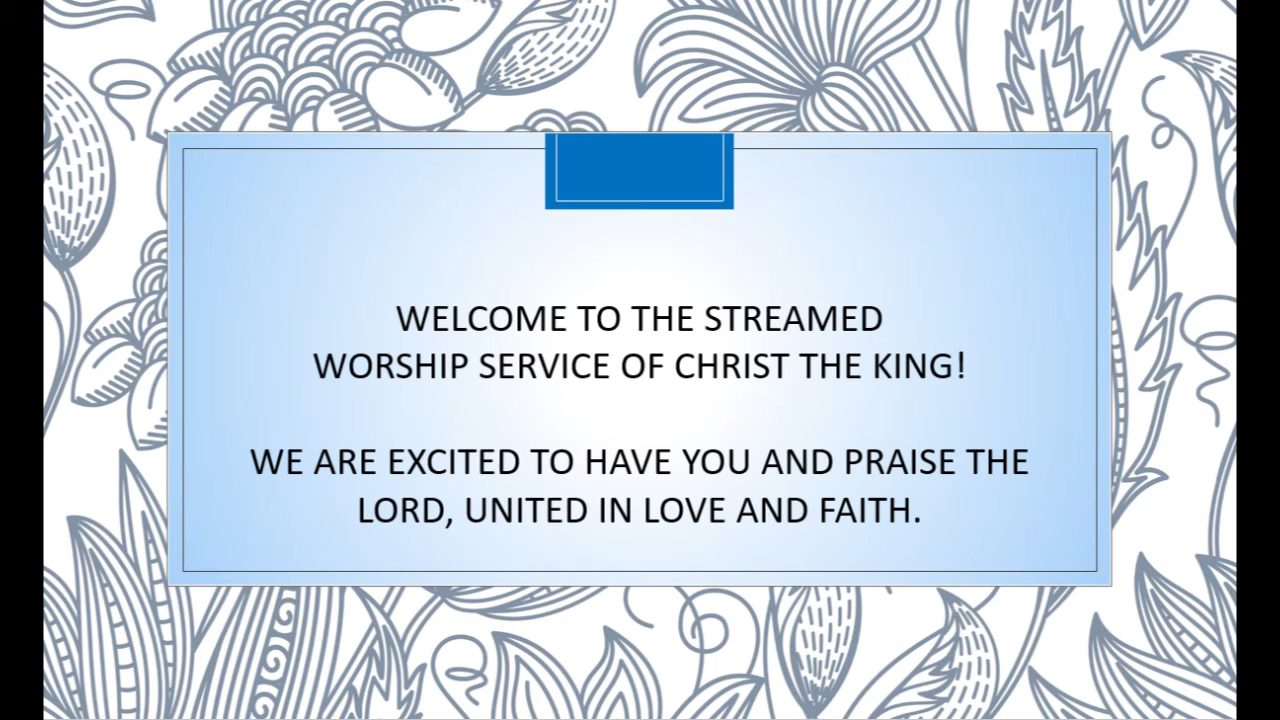 WELCOME TO THE STREAMED
WORSHIP SERVICE OF CHRIST THE KING!
WE ARE EXCITED TO HAVE YOU AND PRAISE THE
LORD, UNITED IN LOVE AND FAITH.